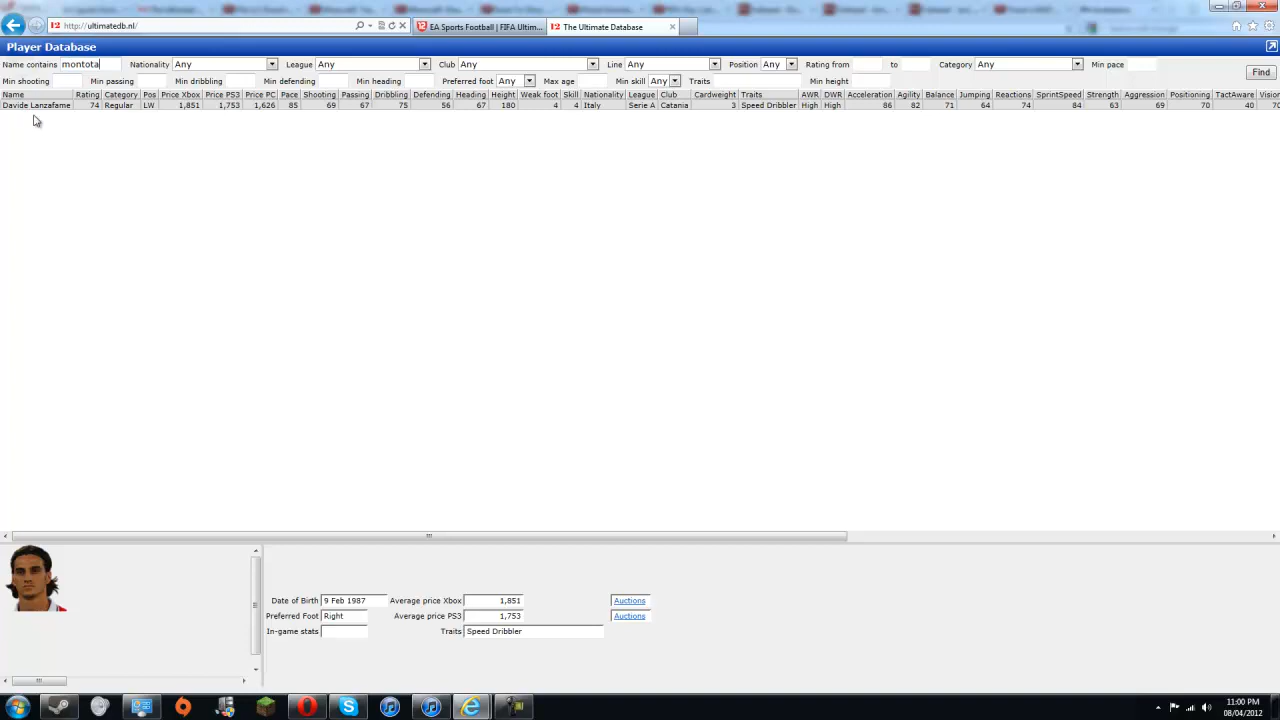 http://ultimatedb.nl/
EA Sports Football | FIFA Ultim...
The Ultimate Database
Player Database
Name contains montota Nationality Any League Any Club Any Line Any Position Any Rating from to Category Any Min pace
Min shooting Min passing Min dribbling Min defending Min heading Preferred foot Any Max age Min skill Any Traits Min height Find
Name Rating Category Pos Price Xbox Price PS3 Price PC Pace Shooting Passing Dribbling Defending Heading Height Weak foot Skill Nationality League Club Cardweight Traits AWR DWR Acceleration Agility Balance Jumping Reactions SprintSpeed Strength Aggression Positioning TactAware Vision
Davide Lanzafame 74 Regular LW 1,851 1,753 1,626 85 69 67 75 56 67 180 4 4 Italy Serie A Catania 3 Speed Dribbler High High 86 82 71 64 74 84 63 69 70 40 70
Date of Birth 9 Feb 1987 Average price Xbox 1,851 Auctions
Preferred Foot Right Average price PS3 1,753 Auctions
In-game stats Traits Speed Dribbler
11:00 PM
08/04/2012